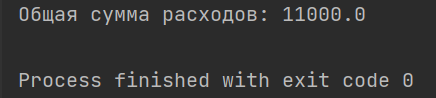 Общая сумма расходов: 11000.0
Process finished with exit code 0